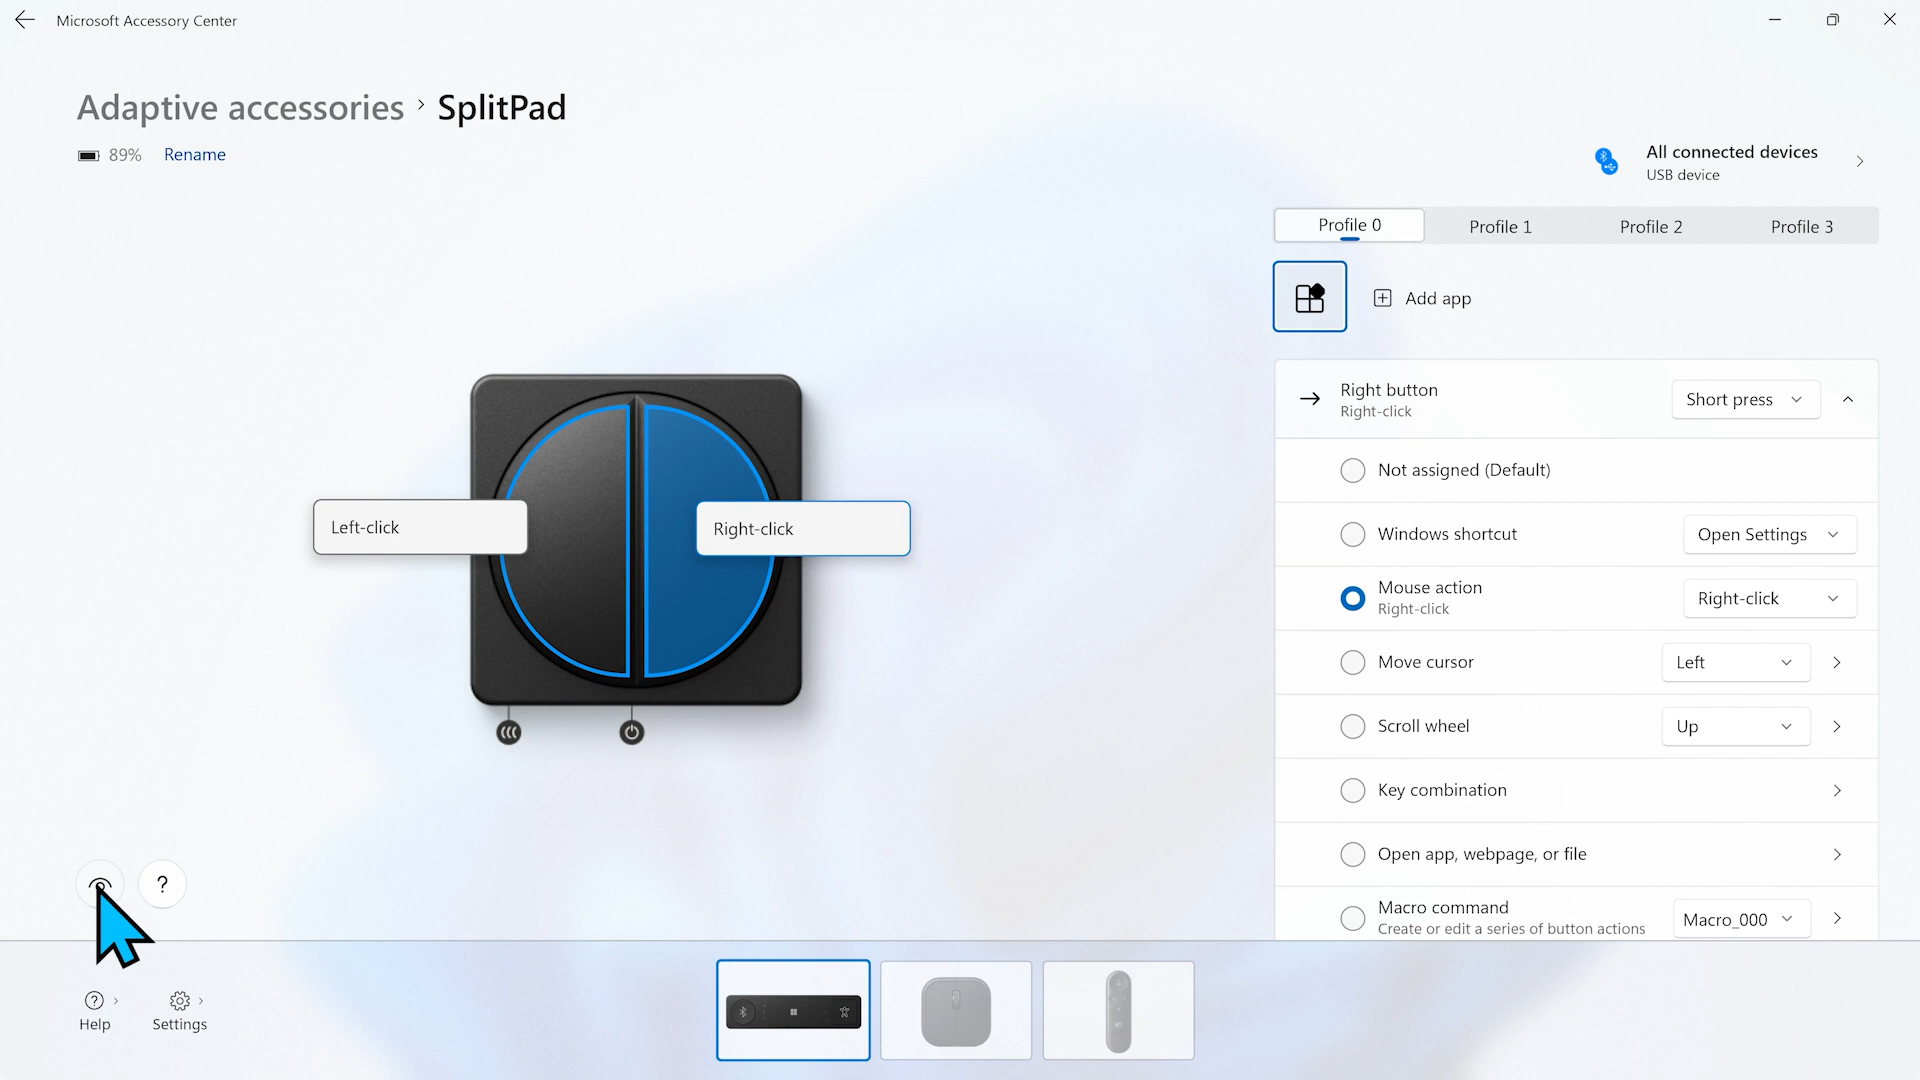 Microsoft Accessory Center
Adaptive accessories › SplitPad
89% Rename
All connected devices
USB device
Profile 0 Profile 1 Profile 2 Profile 3
Add app
Right button
Right-click
Short press
Not assigned (Default)
Windows shortcut Open Settings
Mouse action
Right-click
Right-click
Move cursor Left
Scroll wheel Up
Key combination
Open app, webpage, or file
Macro command
Create or edit a series of button actions
Macro_000
Left-click
Right-click
?
Help
Settings